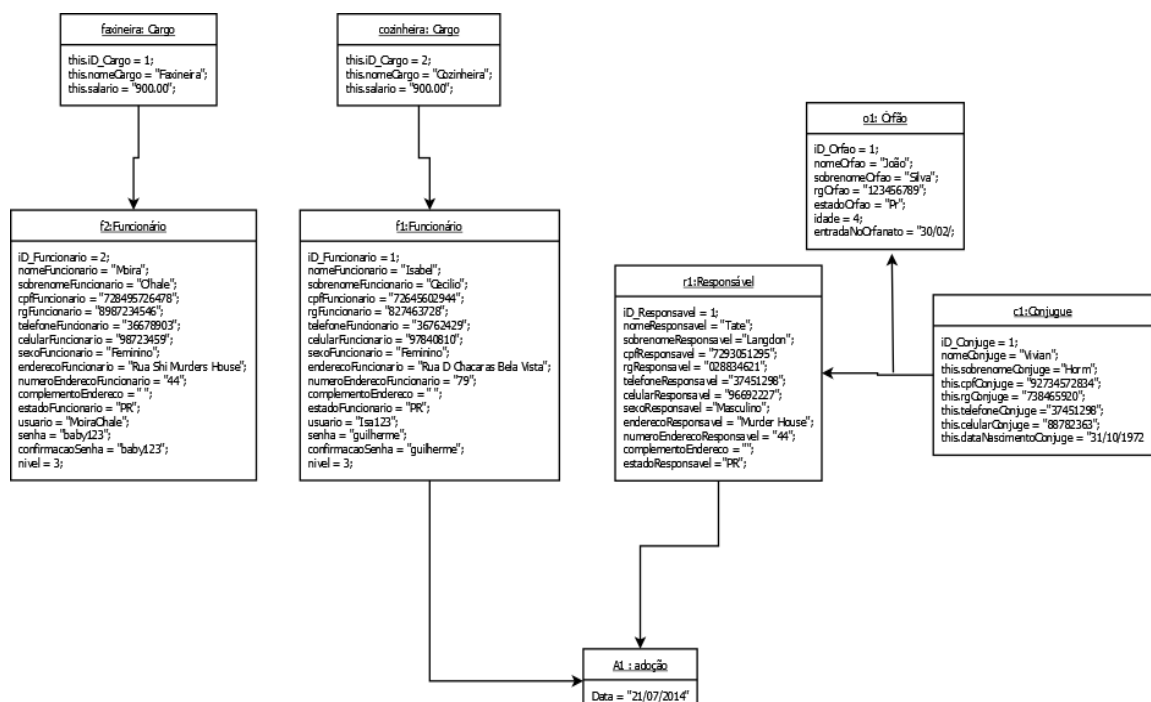 faxineira: Cargo
this.iD_Cargo = 1;
this.nomeCargo = "Faxineira";
this.salario = "900.00";
cozinheira: Cargo
this.iD_Cargo = 2;
this.nomeCargo = "Cozinheira";
this.salario = "900.00";
o1: Órfão
iD_Orfao = 1;
nomeOrfao = "João";
sobrenomeOrfao = "Silva";
rgOrfao = "123456789";
estadoOrfao = "Pr";
idade = 4;
entradaNoOrfanato = "30/02/;
f2:Funcionário
iD_Funcionario = 2;
nomeFuncionario = "Moira";
sobrenomeFuncionario = "Ohale";
cpfFuncionario = "728495726478";
rgFuncionario = "8987234546";
telefoneFuncionario = "36678903";
celularFuncionario = "98723459";
sexoFuncionario = "Feminino";
enderecoFuncionario = "Rua Shi Murders House";
numeroEnderecoFuncionario = "44";
complementoEndereco = " ";
estadoFuncionario = "PR";
usuario = "MoiraChale";
senha = "baby123";
confirmacaoSenha = "baby123";
nivel = 3;
f1:Funcionário
iD_Funcionario = 1;
nomeFuncionario = "Isabel";
sobrenomeFuncionario = "Cecilio";
cpfFuncionario = "72645602944";
rgFuncionario = "827463728";
telefoneFuncionario = "36762429";
celularFuncionario = "97840810";
sexoFuncionario = "Feminino";
enderecoFuncionario = "Rua D Chacaras Bela Vista";
numeroEnderecoFuncionario = "79";
complementoEndereco = " ";
estadoFuncionario = "PR";
usuario = "Isa123";
senha = "guilherme";
confirmacaoSenha = "guilherme";
nivel = 3;
r1:Responsável
iD_Responsavel = 1;
nomeResponsavel = "Tate";
sobrenomeResponsavel ="Langdon";
cpfResponsavel = "7293051295";
rgResponsavel = "028834621";
telefoneResponsavel = "37451298";
celularResponsavel = "96692227";
sexoResponsavel ="Masculino";
enderecoResponsavel = "Murder House";
numeroEnderecoResponsavel = "44";
complementoEndereco = "";
estadoResponsavel ="PR";
c1:Conjugue
iD_Conjuge = 1;
nomeConjuge = "Vivian";
this.sobrenomeConjuge = "Horm";
this.cpfConjuge = "92734572834";
this.rgConjuge = "738465920";
this.telefoneConjuge = "37451298";
this.celularConjuge = "88782363";
this.dataNascimentoConjuge = "31/10/1972
A1 : adoção
Data = "21/07/2014"